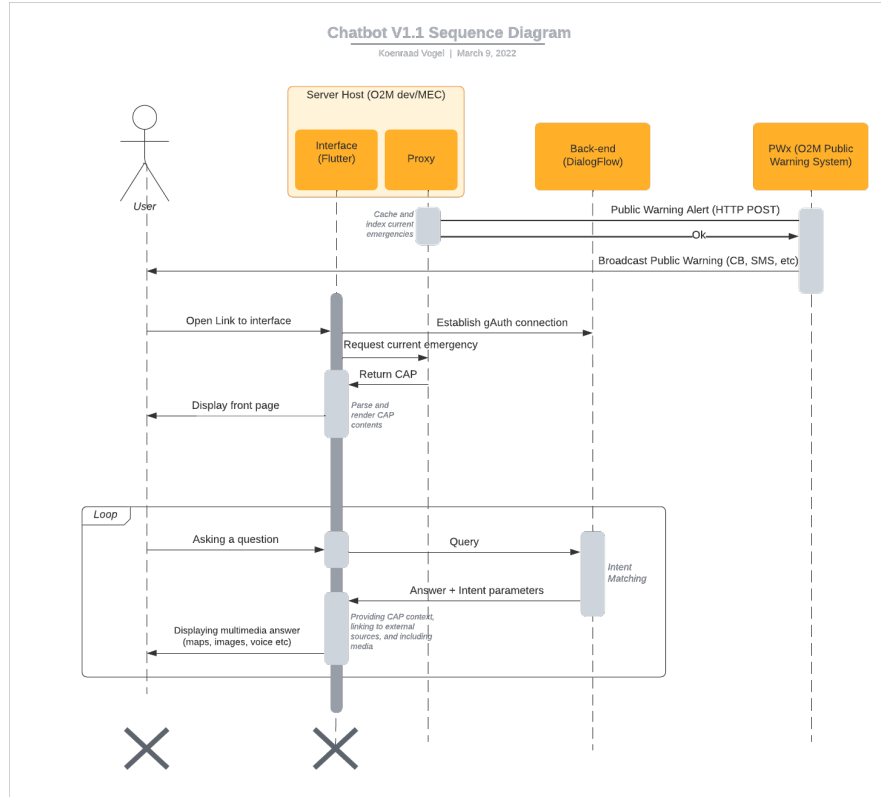 Chatbot V1.1 Sequence Diagram
Koenraad Vogel | March 9, 2022
Server Host (O2M dev/MEC)
Interface
(Flutter)
Proxy
Back-end
(DialogFlow)
PWx (O2M Public
Warning System)
User
Cache and
index current
emergencies
Public Warning Alert (HTTP POST)
Ok
Broadcast Public Warning (CB, SMS, etc)
Open Link to interface
Establish gAuth connection
Request current emergency
Return CAP
Display front page
Parse and
render CAP
contents
Loop
Asking a question
Query
Intent
Matching
Answer + Intent parameters
Providing CAP context,
linking to external
sources, and including
media
Displaying multimedia answer
(maps, images, voice etc)